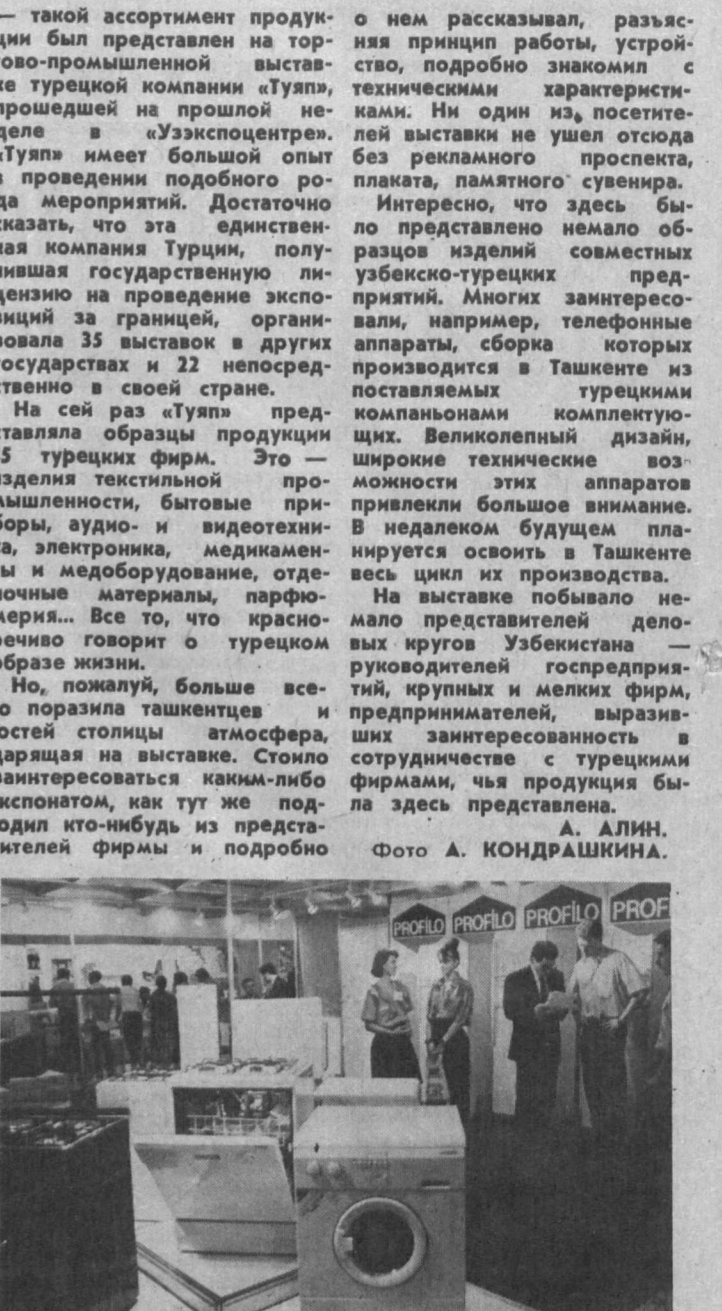 — такой ассортимент продук-
ции был представлен на тор-
ово-промышленной выстав-
ке турецкой компании «Туяп»,
прошедшей на прошлой не-
деле в «Узэкспоцентре».
«Туяп» имеет большой опыт
в проведении подобного ро-
да мероприятий. Достаточно
сказать, что эта единствен-
ная компания Турции, полу-
чившая государственную ли-
цензию на проведение экспо-
зиций за границей, органи-
зовала 35 выставок в других
государствах и 22 непосред-
ственно в своей стране.
На сей раз «Туяп» пред-
ставляла образцы продукции
5 турецких фирм. Это —
изделия текстильной про-
мышленности, бытовые при-
боры, аудио- и видеотехни-
ка, электроника, медикамен-
ты и медоборудование, отде-
лочные материалы, парфю-
мерия... Все то, что красно-
речиво говорит о турецком
образе жизни.
Но, пожалуй, больше все-
о поразила ташкентцев и
гостей столицы атмосфера,
царящая на выставке. Стоило
заинтересоваться каким-либо
экспонатом, как тут же под-
ходил кто-нибудь из предста-
вителей фирмы и подробно
о нем рассказывал, разъяс-
няя принцип работы, устрой-
ство, подробно знакомил с
техническими характеристи-
ками. Ни один из посетите-
лей выставки не ушел отсюда
без рекламного проспекта,
плаката, памятного сувенира.
Интересно, что здесь бы-
ло представлено немало об-
разцов изделий совместных
узбекско-турецких пред-
приятий. Многих заинтересо-
вали, например, телефонные
аппараты, сборка которых
производится в Ташкенте из
поставляемых турецкими
компаньонами комплектую-
щих. Великолепный дизайн,
широкие технические воз-
можности этих аппаратов
привлекли большое внимание.
В недалеком будущем пла-
нируется освоить в Ташкенте
весь цикл их производства.
На выставке побывало не-
мало представителей дело-
вых кругов Узбекистана —
руководителей госпредприя-
тий, крупных и мелких фирм,
предпринимателей, выразив-
ших заинтересованность в
сотрудничестве с турецкими
фирмами, чья продукция бы-
ла здесь представлена.
А. АЛИН.
Фото А. КОНДРАШКИНА.
PROFİLO PROFİLO PROFİLO PROF